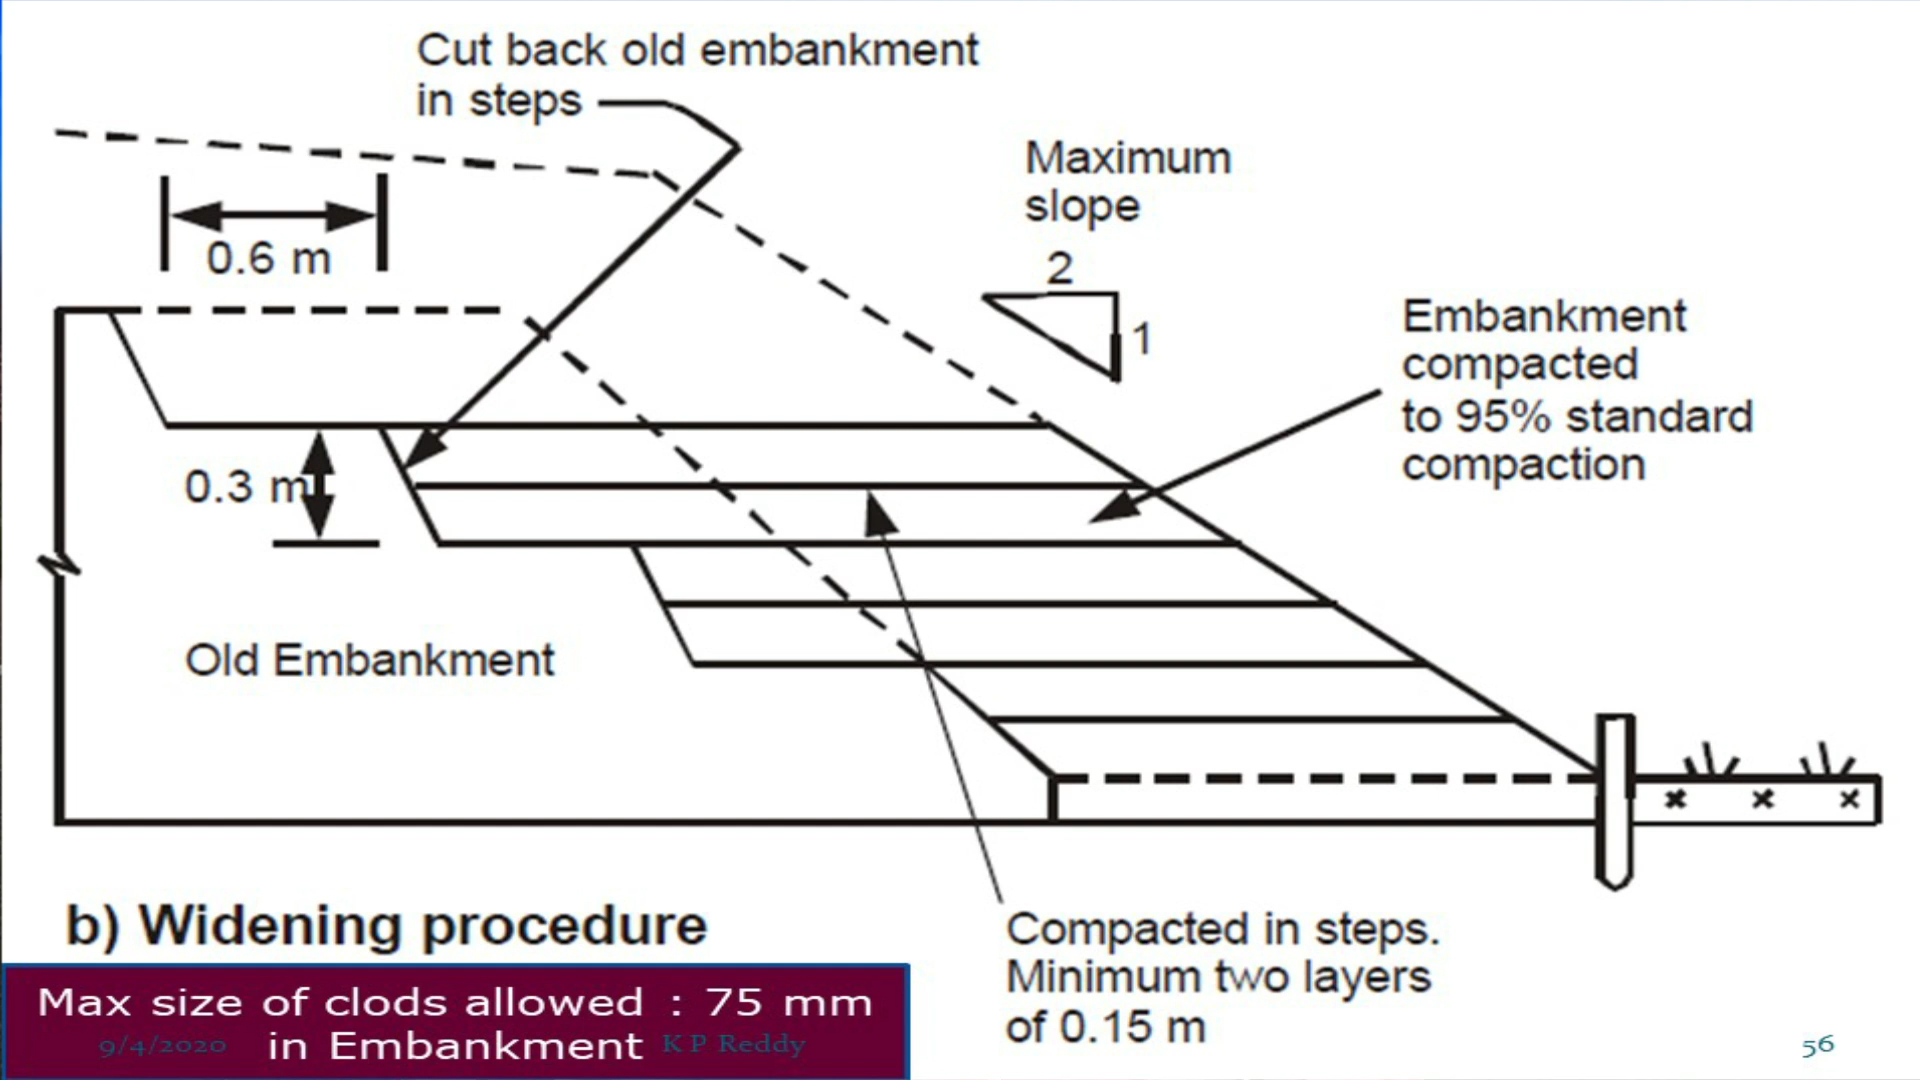 Cut back old embankment
in steps
Maximum
slope
2
1
0.6 m
Embankment
compacted
to 95% standard
compaction
0.3 m
Old Embankment
b) Widening procedure
Compacted in steps.
Minimum two layers
of 0.15 m
Max size of clods allowed : 75 mm
in Embankment
9/4/2020
K P Reddy
56